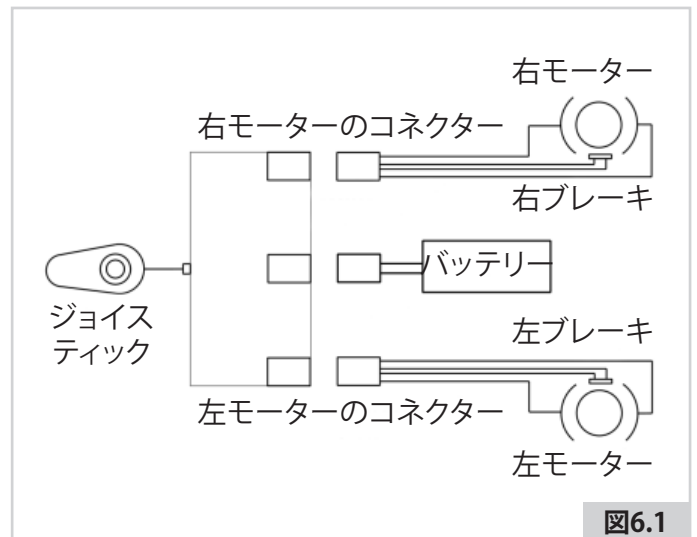 右モーター
右モーターのコネクター
右ブレーキ
バッテリー
ジョイス
ティック
左ブレーキ
左モーターのコネクター
左モーター
図6.1